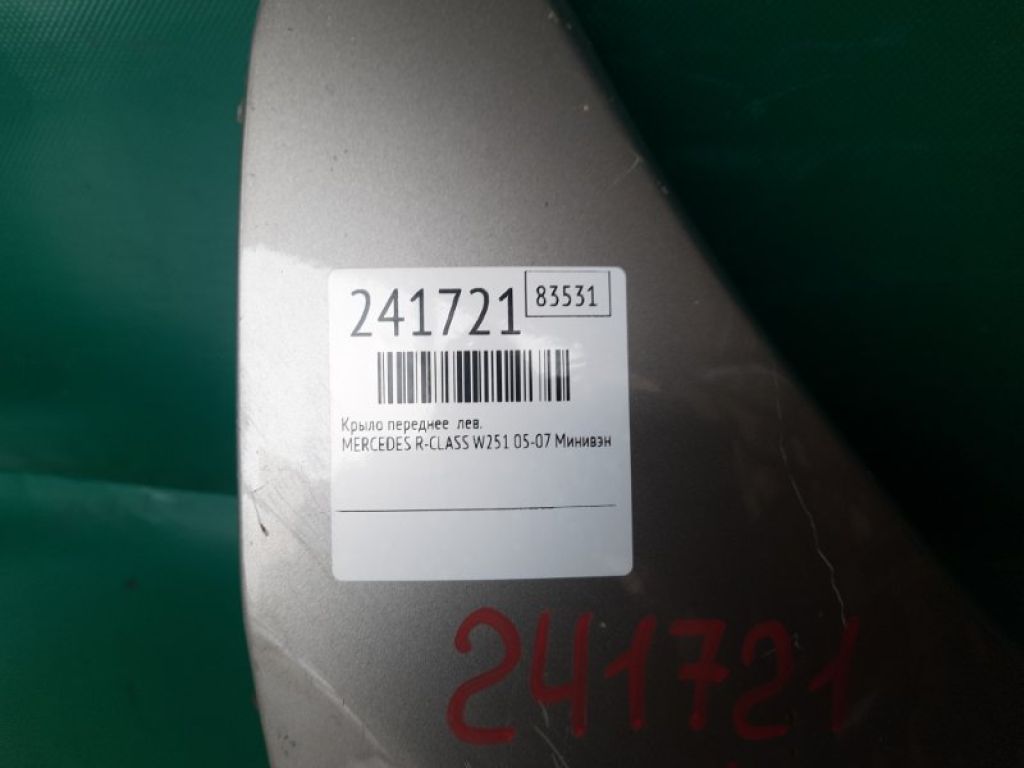 241721
83531
Крыло переднее лев.
MERCEDES R-CLASS W251 05-07 Минивэн
241721